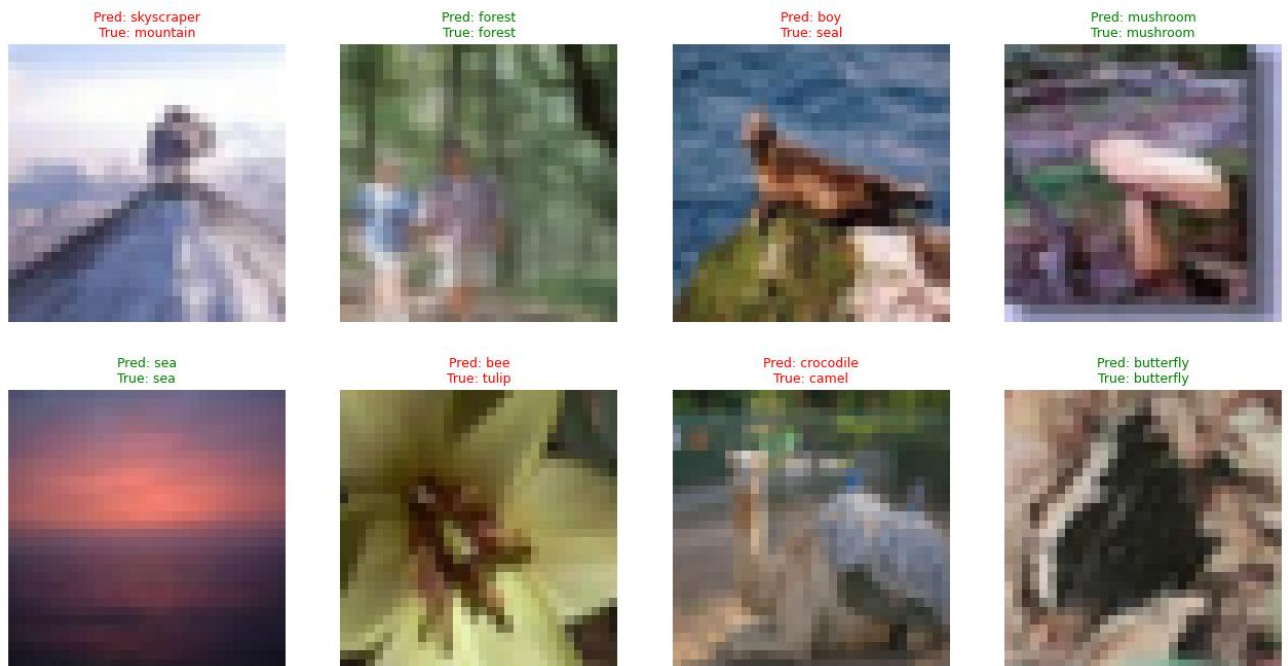 Pred: skyscraper
True: mountain
Pred: forest
True: forest
Pred: boy
True: seal
Pred: mushroom
True: mushroom
Pred: sea
True: sea
Pred: bee
True: tulip
Pred: crocodile
True: camel
Pred: butterfly
True: butterfly